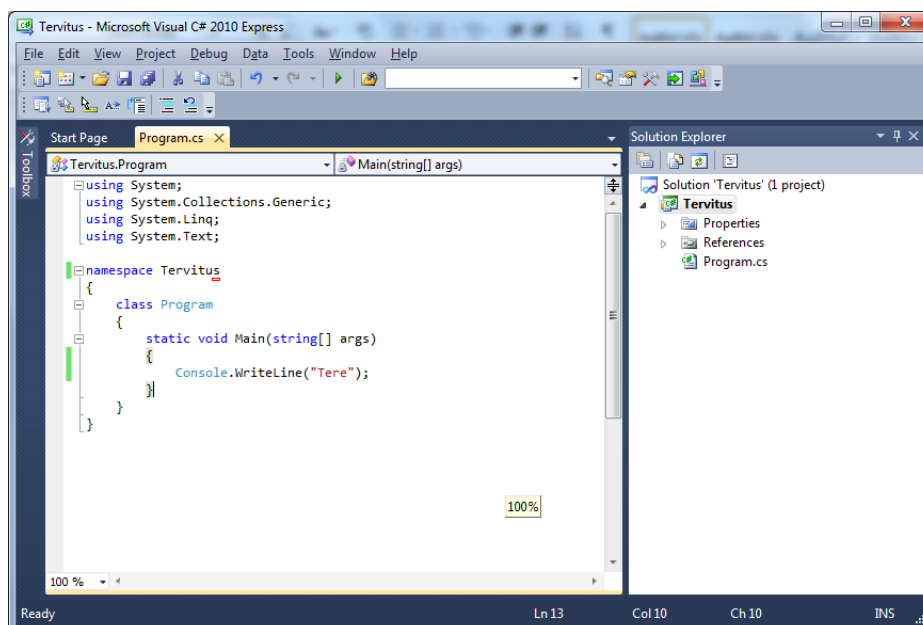 Tervitus - Microsoft Visual C# 2010 Express
File Edit View Project Debug Data Tools Window Help
Toolbox
Start Page Program.cs
Tervitus.Program Main(string[] args)
using System;
using System.Collections.Generic;
using System.Linq;
using System.Text;
namespace Tervitus
{
class Program
{
static void Main(string[] args)
{
Console.WriteLine("Tere");
}
}
}
100%
100 %
Solution Explorer
Solution 'Tervitus' (1 project)
Tervitus
Properties
References
Program.cs
Ready Ln 13 Col 10 Ch 10 INS